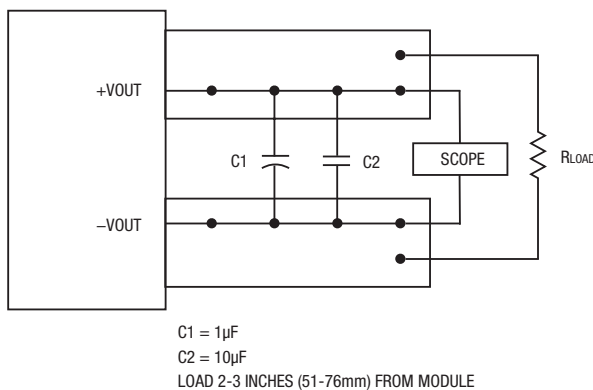 +VOUT
C1
C2
SCOPE
RLOAD
–VOUT
C1 = 1µF
C2 = 10µF
LOAD 2-3 INCHES (51-76mm) FROM MODULE